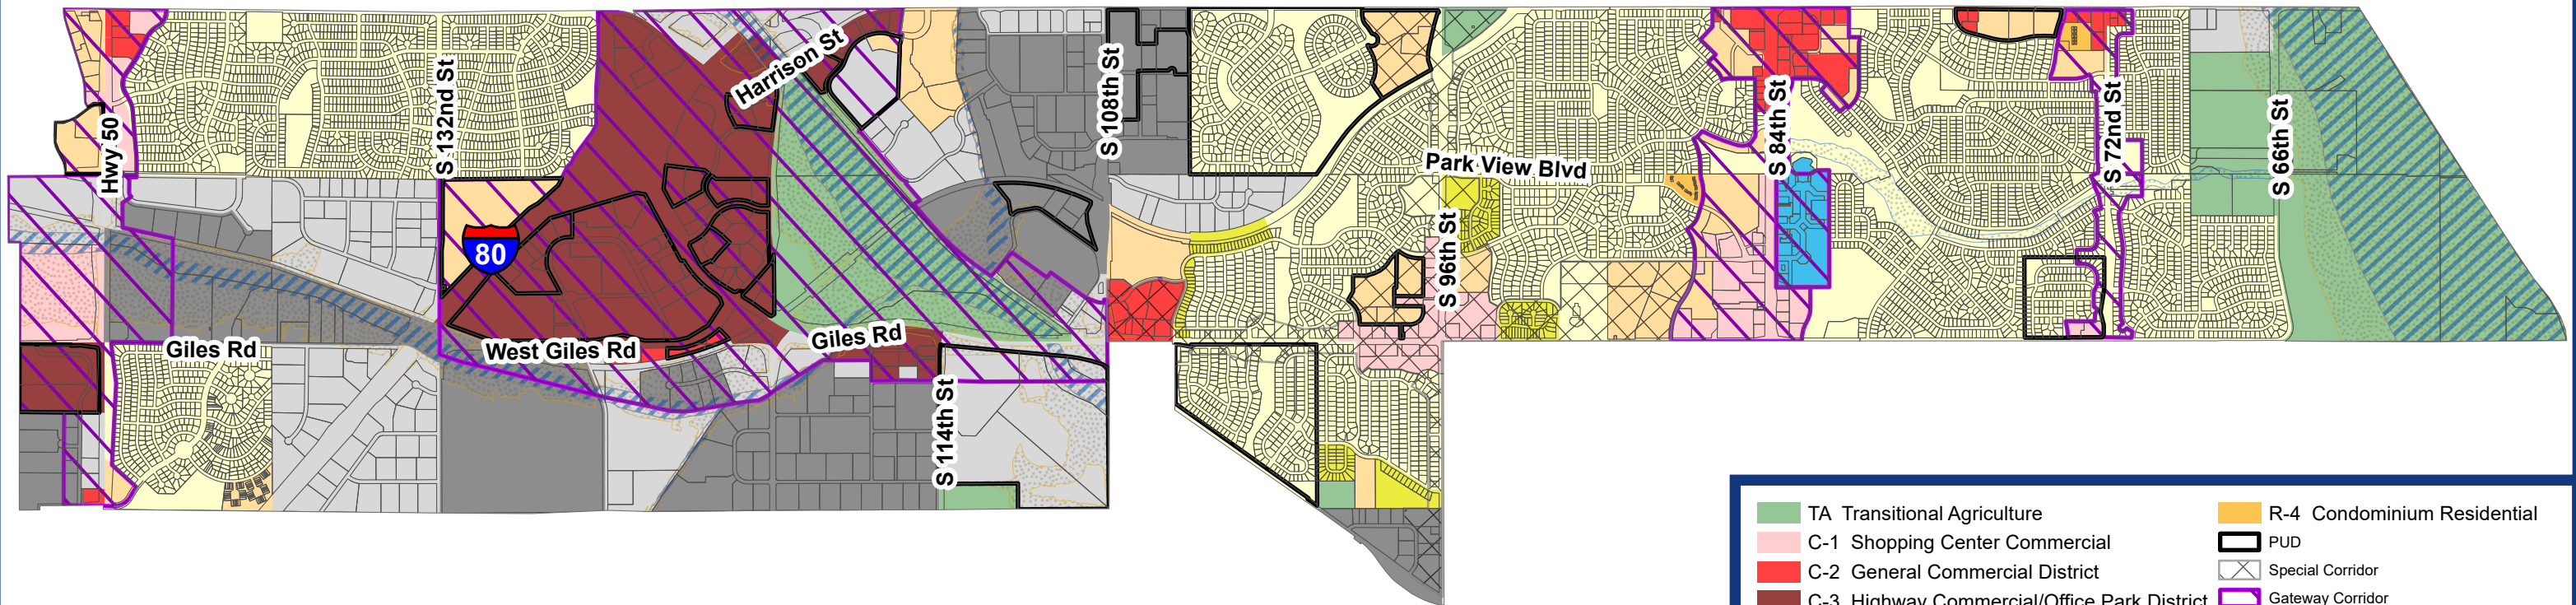 Hwy 50
S 132nd St
80
Harrison St
S 108th St
Park View Blvd
S 96th St
S 84th St
S 72nd St
S 66th St
Giles Rd
West Giles Rd
Giles Rd
S 114th St
TA Transitional Agriculture
C-1 Shopping Center Commercial
C-2 General Commercial District
C-3 Highway Commercial/Office Park District
R-4 Condominium Residential
PUD
Special Corridor
Gateway Corridor